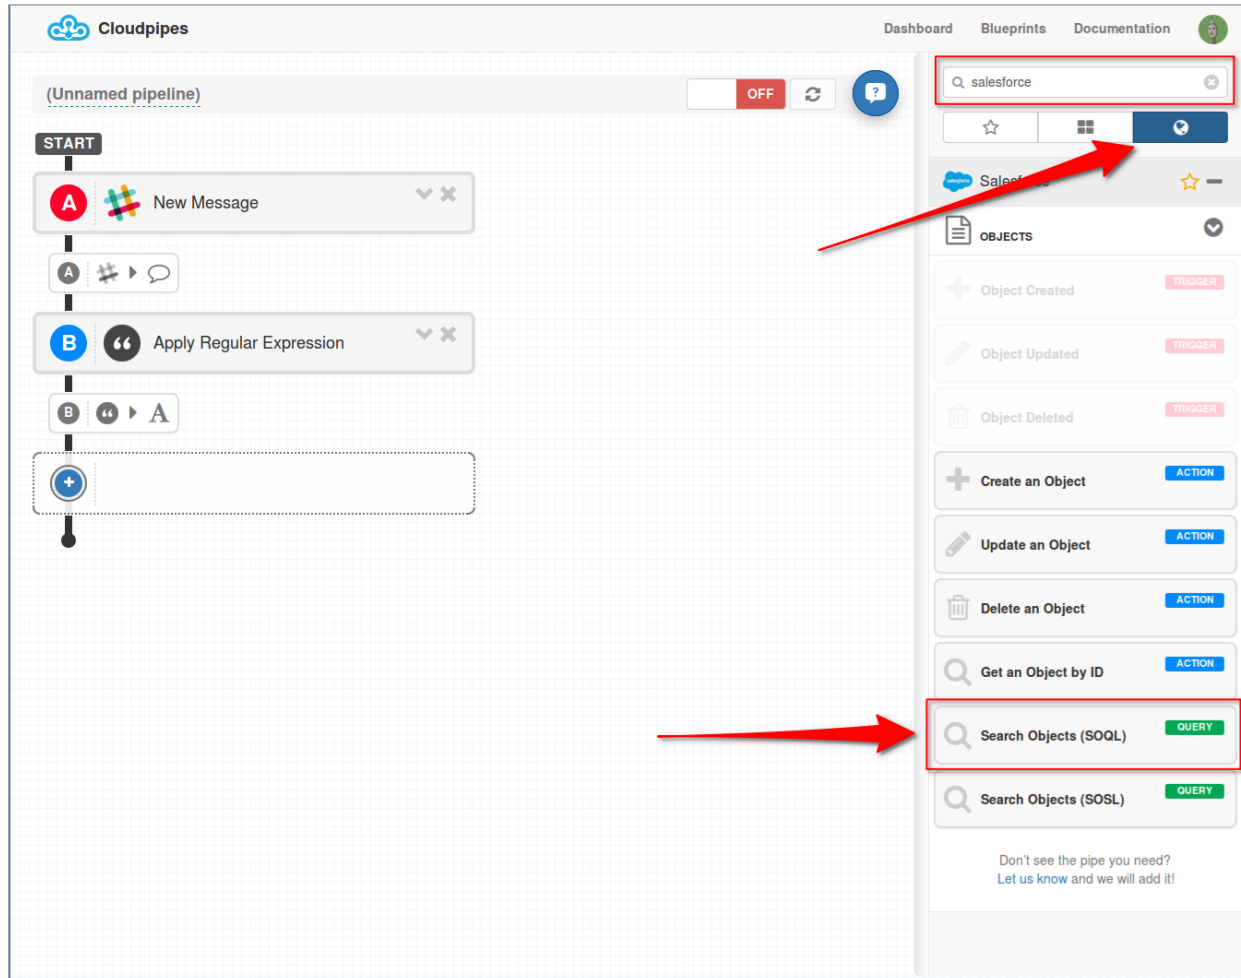 Cloudpipes
Dashboard Blueprints Documentation
(Unnamed pipeline)
OFF
?
START
A New Message
A
B “ Apply Regular Expression
B “ A
salesforce
salesforce Salesforce
OBJECTS
Object Created TRIGGER
Object Updated TRIGGER
Object Deleted TRIGGER
Create an Object ACTION
Update an Object ACTION
Delete an Object ACTION
Get an Object by ID ACTION
Search Objects (SOQL) QUERY
Search Objects (SOSL) QUERY
Don't see the pipe you need?
Let us know and we will add it!